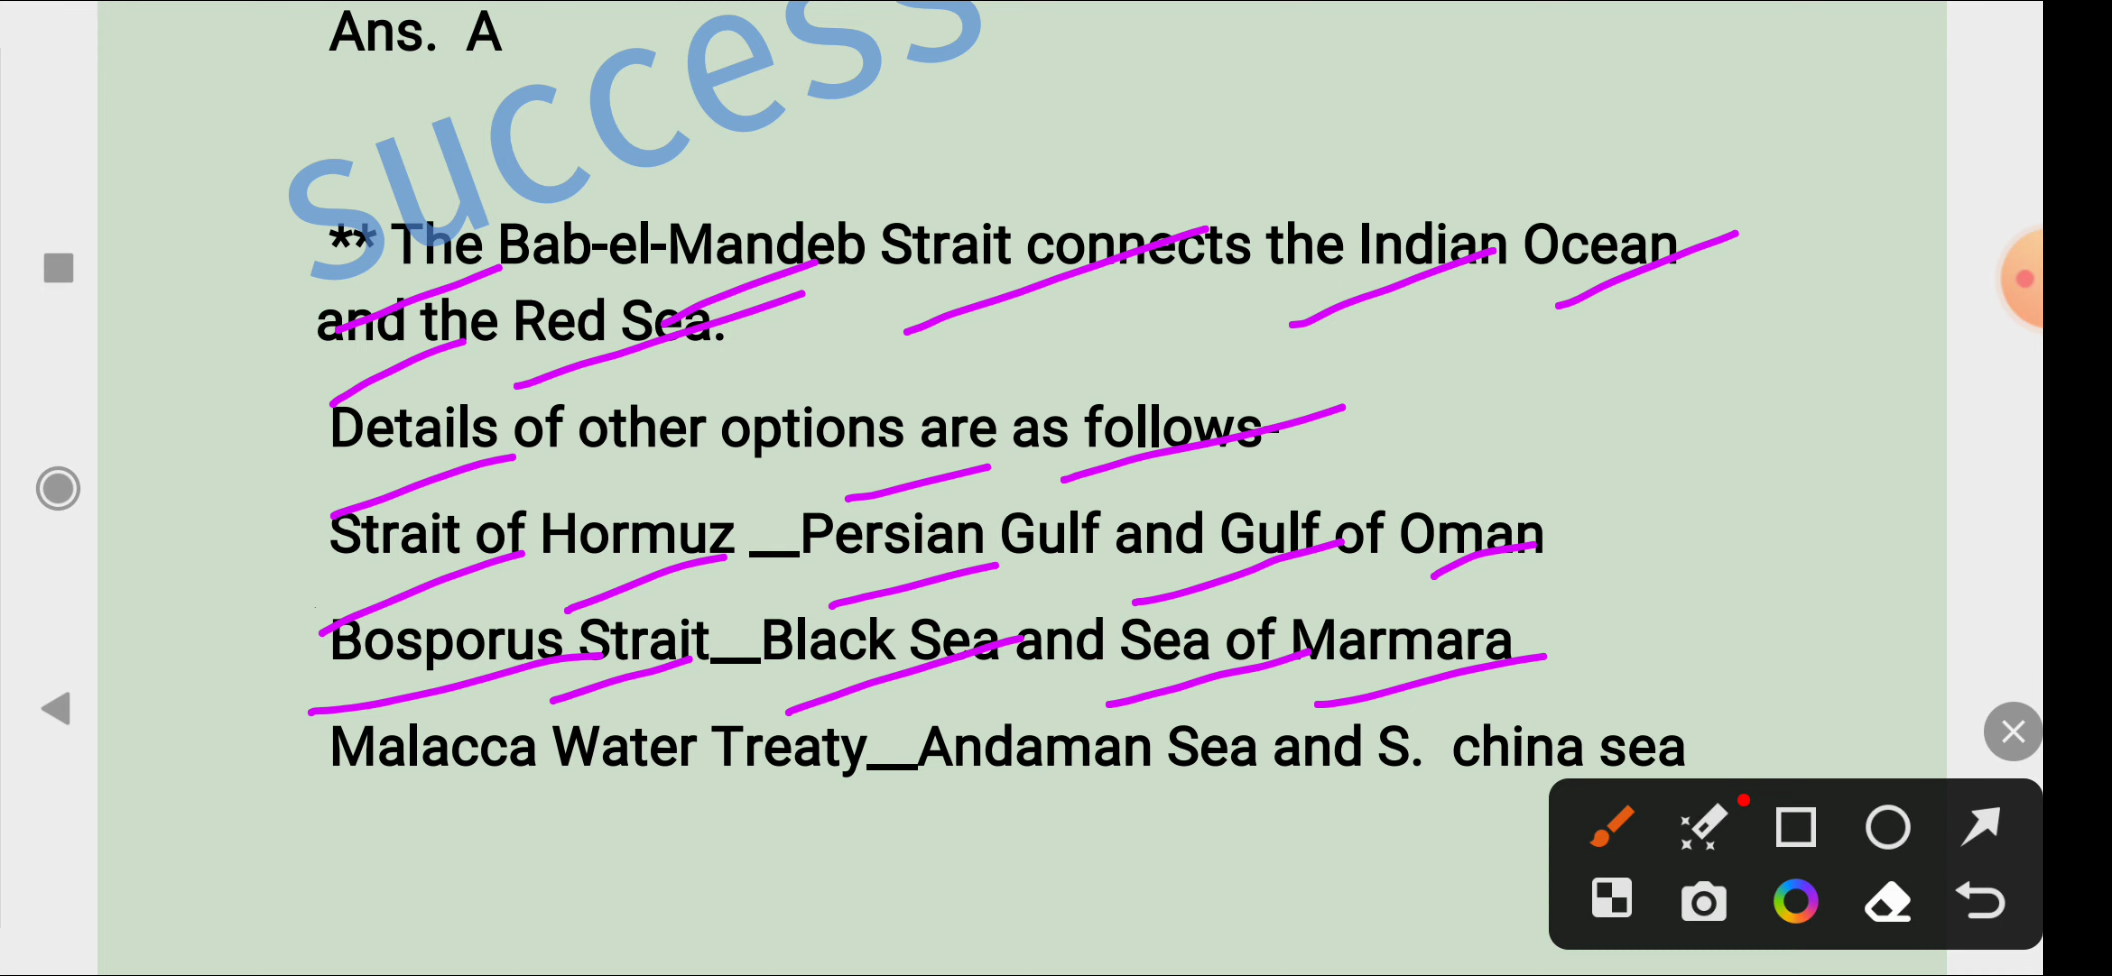 Ans. A
success
** The Bab-el-Mandeb Strait connects the Indian Ocean
and the Red Sea.
Details of other options are as follows-
Strait of Hormuz __Persian Gulf and Gulf of Oman
Bosporus Strait__Black Sea and Sea of Marmara
Malacca Water Treaty__Andaman Sea and S. china sea